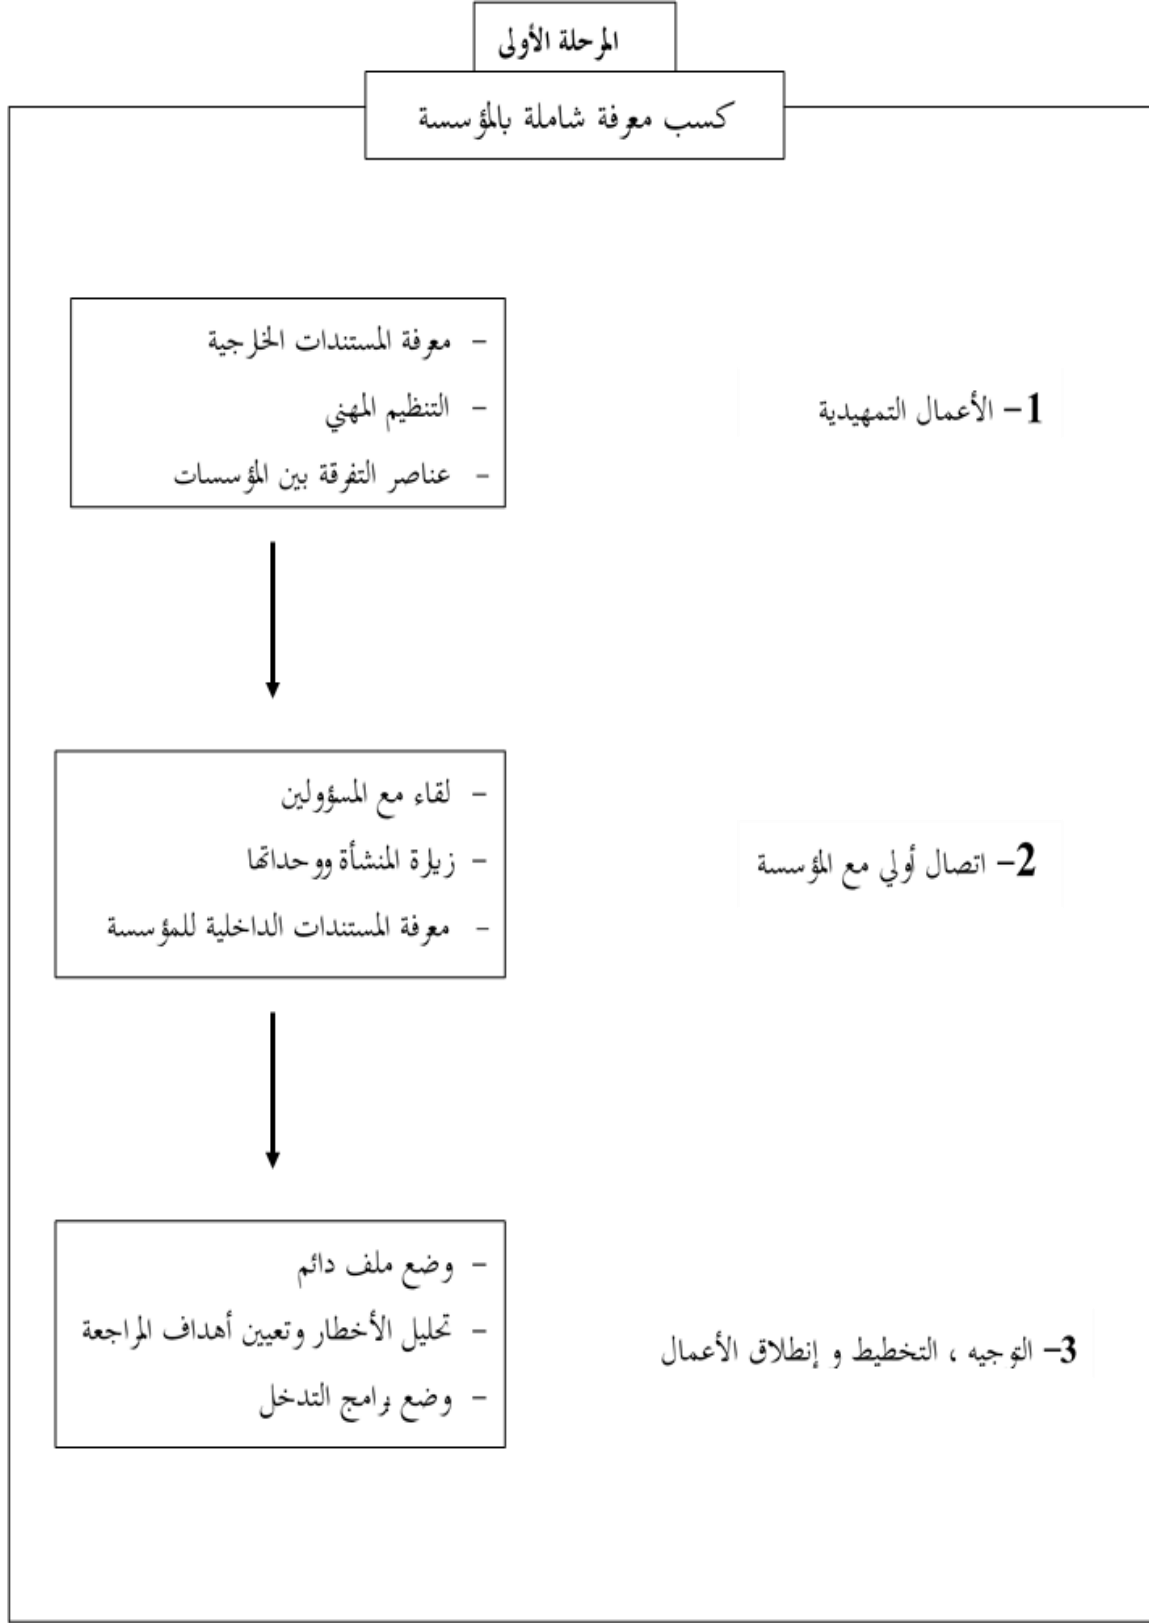 المرحلة الأولى
كسب معرفة شاملة بالمؤسسة
1- الأعمال التمهيدية
- معرفة المستندات الخارجية
- التنظيم المهني
- عناصر التفرقة بين المؤسسات
2- اتصال أولي مع المؤسسة
- لقاء مع المسؤولين
- زيارة المنشأة ووحداتها
- معرفة المستندات الداخلية للمؤسسة
3- التوجيه ، التخطيط و إنطلاق الأعمال
- وضع ملف دائم
- تحليل الأخطار وتعيين أهداف المراجعة
- وضع برامج التدخل